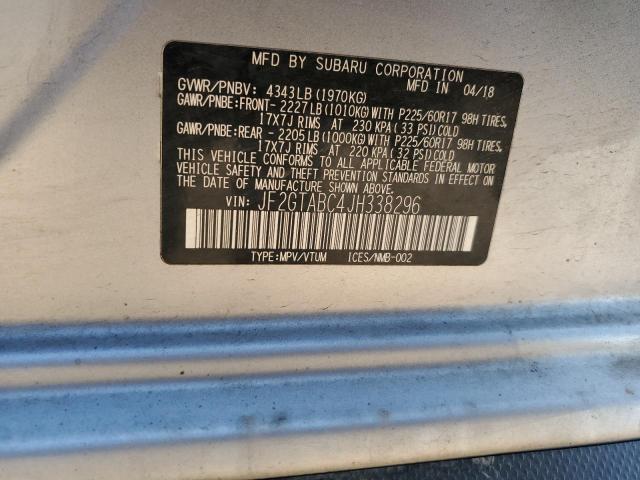 MFD BY SUBARU CORPORATION
MFD IN 04/18
GVWR/PNBV: 4343LB(1970KG)
GAWR/PNBE:FRONT- 2227LB(1010KG)WITH P225/60R17 98H TIRES,
17X7J RIMS AT 230 KPA(33 PSI)COLD
GAWR/PNBE:REAR - 2205LB(1000KG)WITH P225/60R17 98H TIRES,
17X7J RIMS AT 220 KPA(32 PSI)COLD
THIS VEHICLE CONFORMS TO ALL APPLICABLE FEDERAL MOTOR
VEHICLE SAFETY AND THEFT PREVENTION STANDARDS IN EFFECT ON
THE DATE OF MANUFACTURE SHOWN ABOVE.
VIN: JF2GTABC4JH338296
TYPE:MPV/VTUM ICES/NMB-002